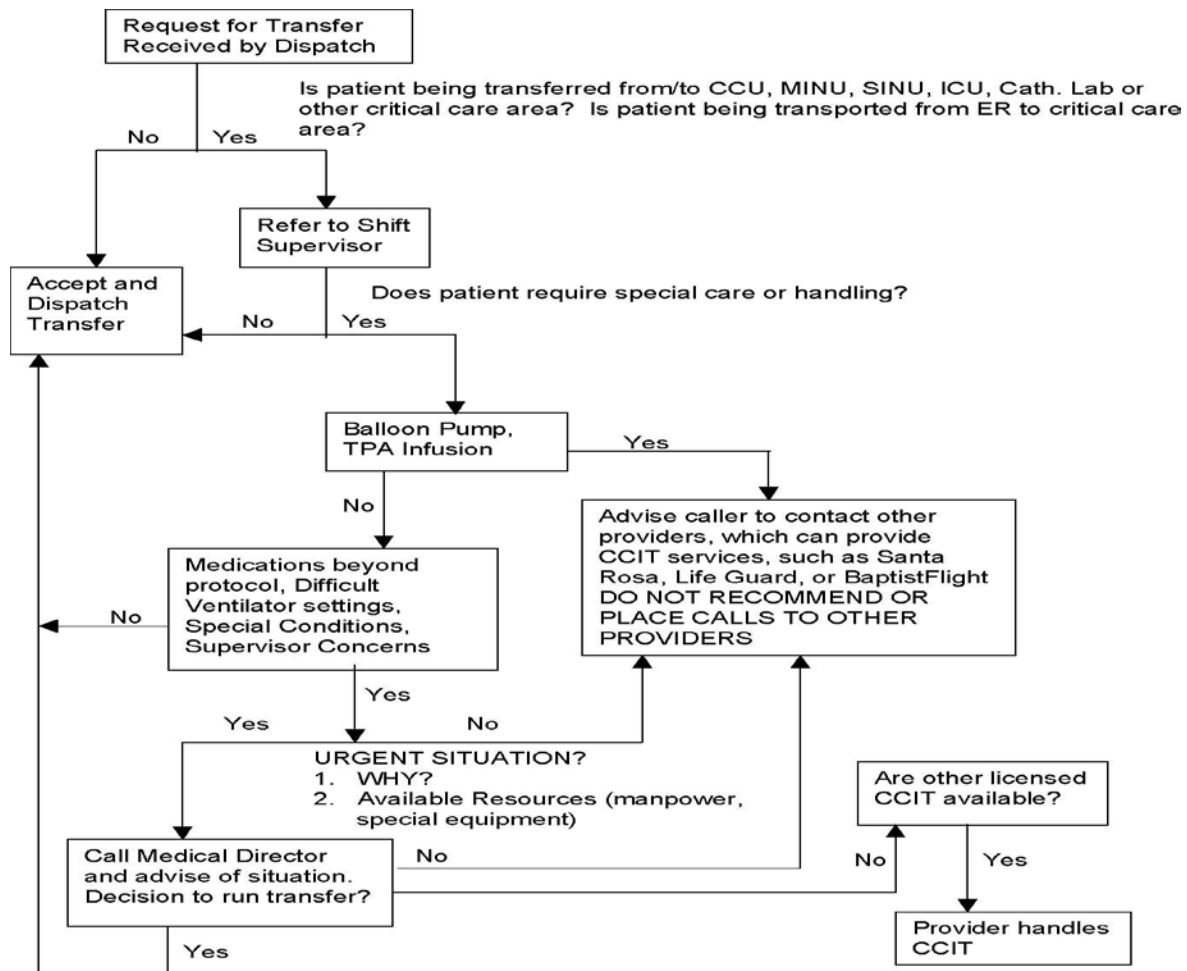 Request for Transfer
Received by Dispatch
Is patient being transferred from/to CCU, MINU, SINU, ICU, Cath. Lab or
other critical care area? Is patient being transported from ER to critical care
area?
No
Yes
Refer to Shift
Supervisor
Accept and
Dispatch
Transfer
Does patient require special care or handling?
No
Yes
Balloon Pump,
TPA Infusion
Yes
No
Advise caller to contact other
providers, which can provide
CCIT services, such as Santa
Rosa, Life Guard, or BaptistFlight
DO NOT RECOMMEND OR
PLACE CALLS TO OTHER
PROVIDERS
Medications beyond
protocol, Difficult
Ventilator settings,
Special Conditions,
Supervisor Concerns
No
Yes
Yes
No
URGENT SITUATION?
1. WHY?
2. Available Resources (manpower,
special equipment)
Are other licensed
CCIT available?
Call Medical Director
and advise of situation.
Decision to run transfer?
No
No
Yes
Provider handles
CCIT
Yes